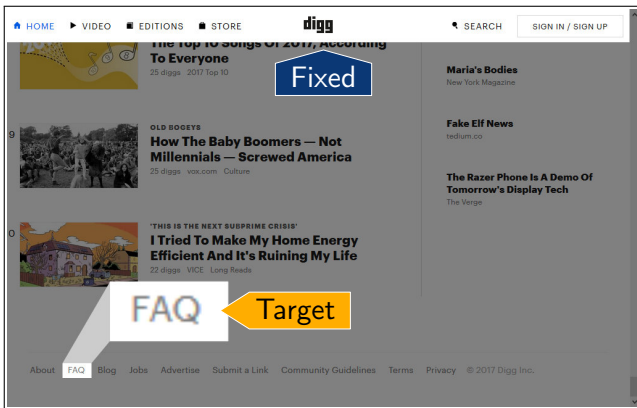 HOME VIDEO EDITIONS STORE digg SEARCH SIGN IN / SIGN UP
The Top 10 Songs Of 2017, According
To Everyone
25 diggs 2017 Top 10
Fixed
Maria's Bodies
New York Magazine
9
OLD BOGEYS
How The Baby Boomers — Not
Millennials — Screwed America
25 diggs vox.com Culture
Fake Elf News
tedium.co
The Razer Phone Is A Demo Of
Tomorrow's Display Tech
The Verge
0
'THIS IS THE NEXT SUBPRIME CRISIS'
I Tried To Make My Home Energy
Efficient And It's Ruining My Life
22 diggs VICE Long Reads
FAQ
Target
About FAQ Blog Jobs Advertise Submit a Link Community Guidelines Terms Privacy © 2017 Digg Inc.